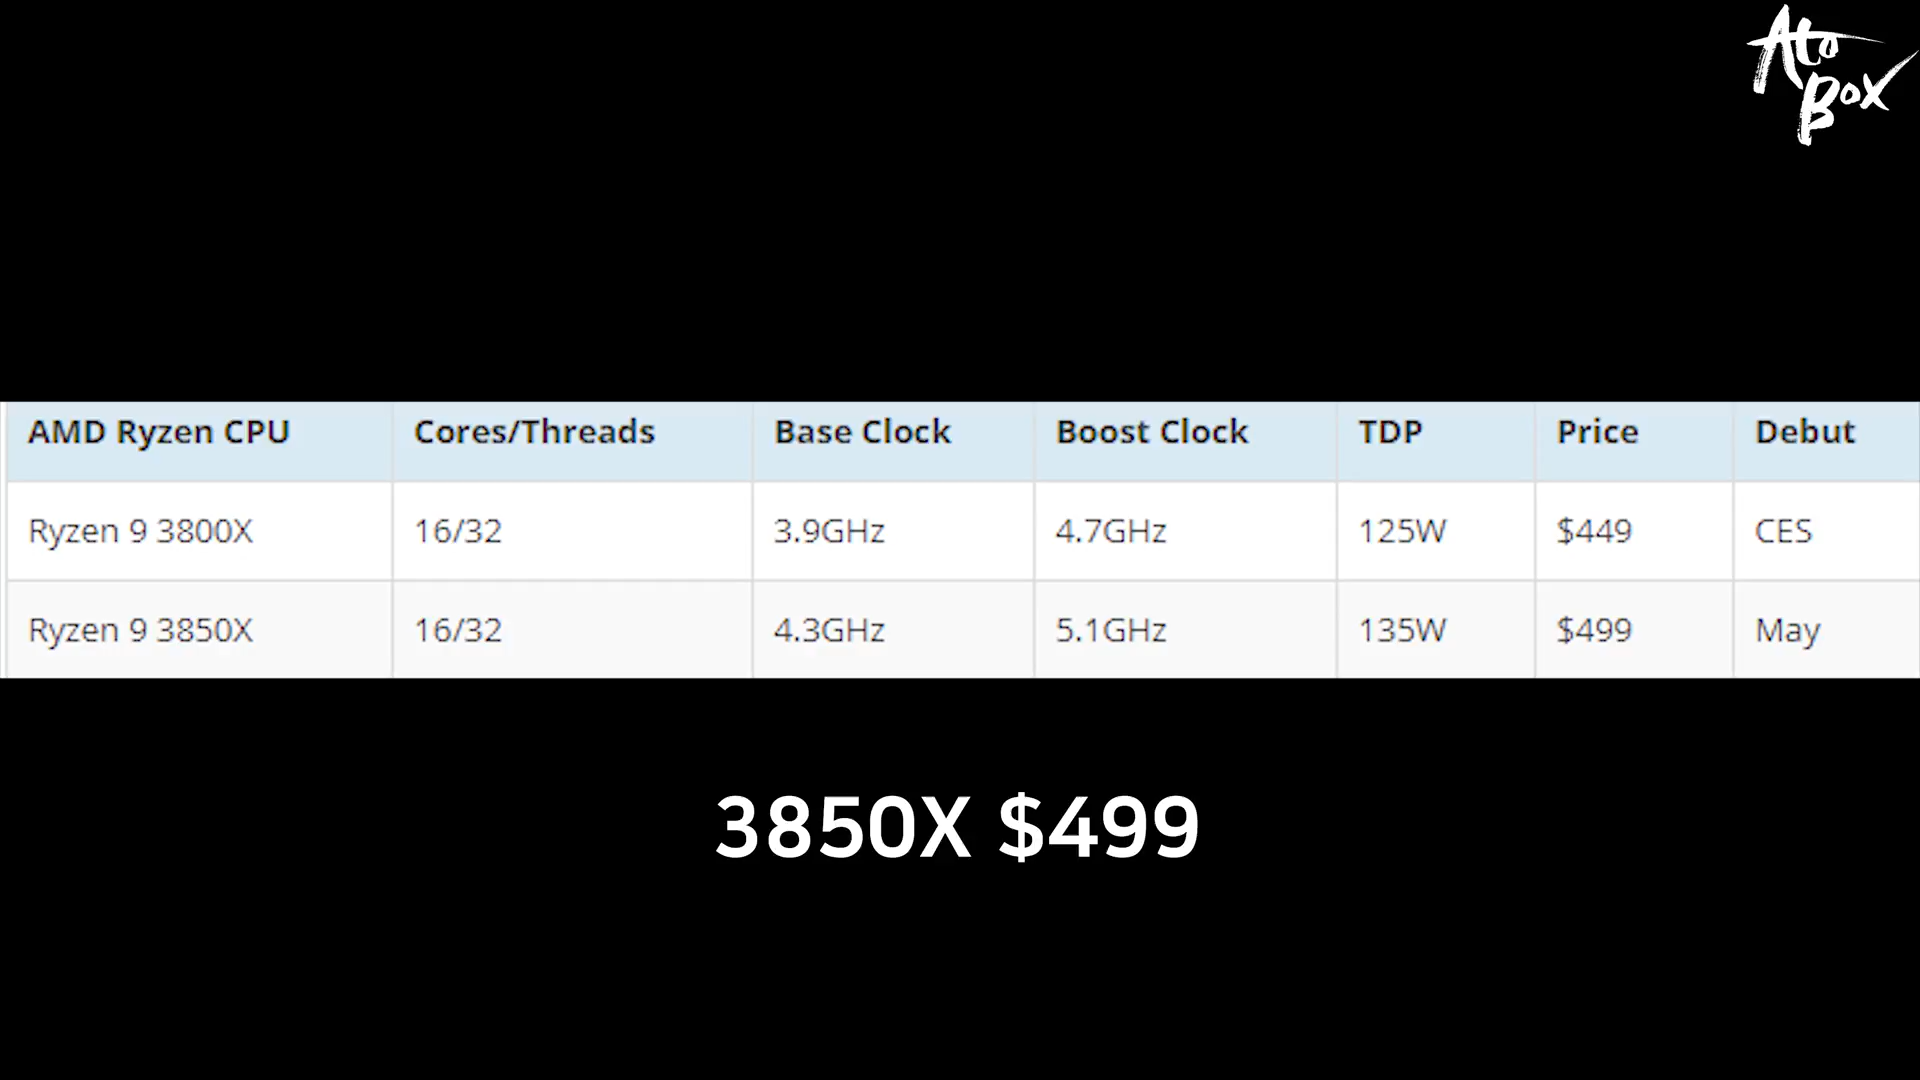 Ato
Box
AMD Ryzen CPU Cores/Threads Base Clock Boost Clock TDP Price Debut
Ryzen 9 3800X 16/32 3.9GHz 4.7GHz 125W $449 CES
Ryzen 9 3850X 16/32 4.3GHz 5.1GHz 135W $499 May
3850X $499